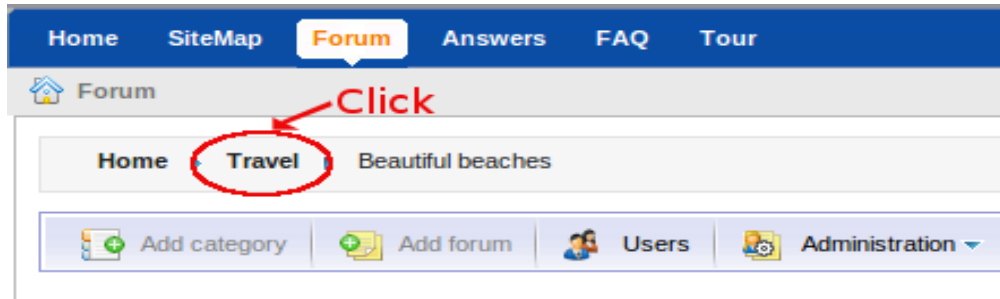 Home SiteMap Forum Answers FAQ Tour
Forum
Click
Home Travel Beautiful beaches
Add category Add forum Users Administration